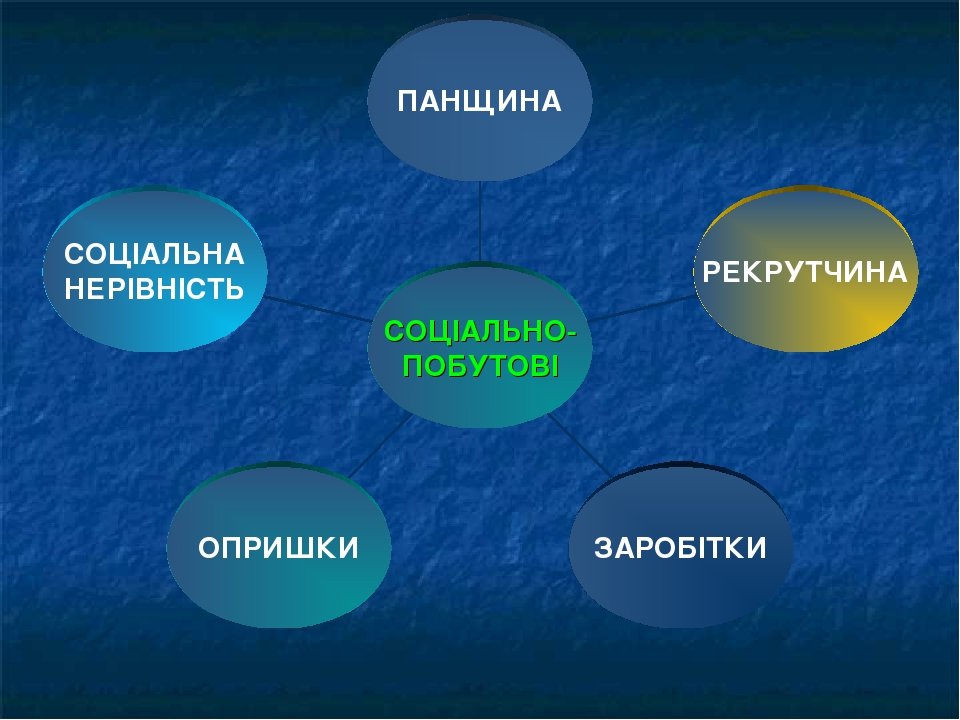 ПАНЩИНА
СОЦІАЛЬНА
НЕРІВНІСТЬ
РЕКРУТЧИНА
СОЦІАЛЬНО-
ПОБУТОВІ
ОПРИШКИ
ЗАРОБІТКИ